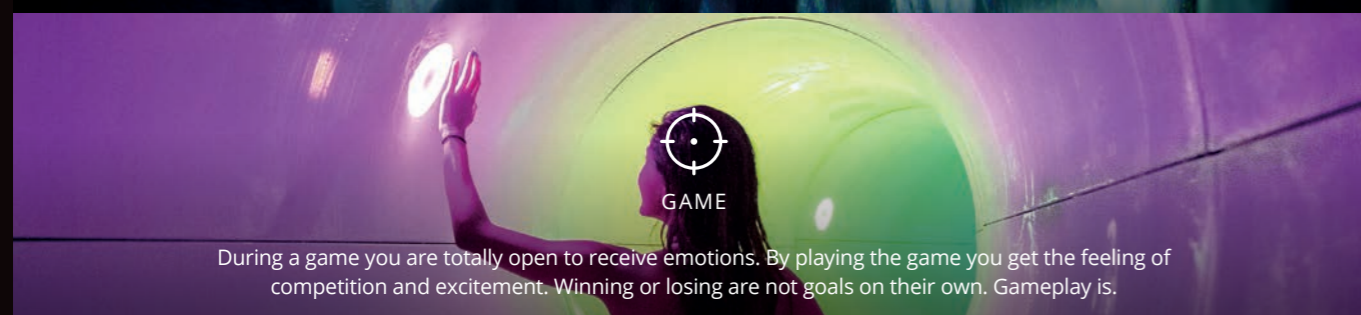 GAME
During a game you are totally open to receive emotions. By playing the game you get the feeling of
competition and excitement. Winning or losing are not goals on their own. Gameplay is.